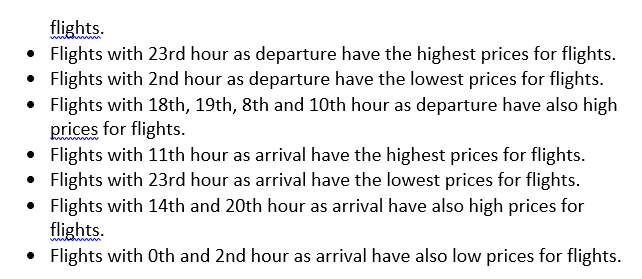 flights.
• Flights with 23rd hour as departure have the highest prices for flights.
• Flights with 2nd hour as departure have the lowest prices for flights.
• Flights with 18th, 19th, 8th and 10th hour as departure have also high
prices for flights.
• Flights with 11th hour as arrival have the highest prices for flights.
• Flights with 23rd hour as arrival have the lowest prices for flights.
• Flights with 14th and 20th hour as arrival have also high prices for
flights.
• Flights with 0th and 2nd hour as arrival have also low prices for flights.